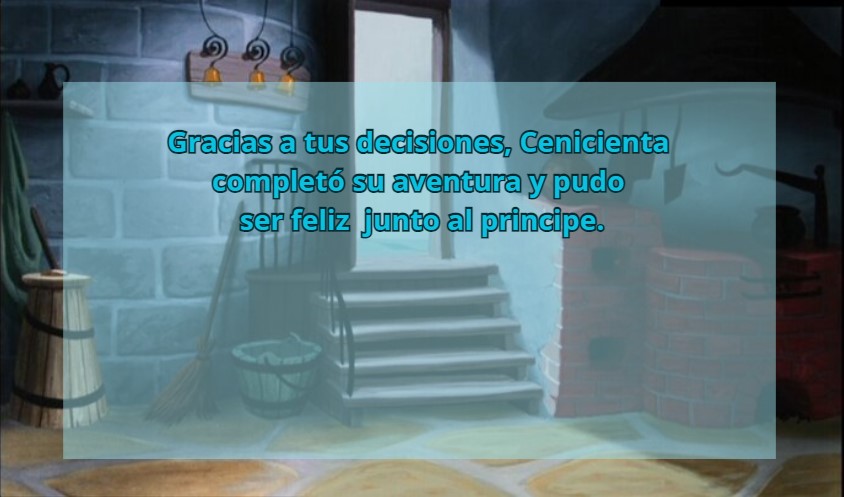 Gracias a tus decisiones, Cenicienta
completó su aventura y pudo
ser feliz  junto al principe.